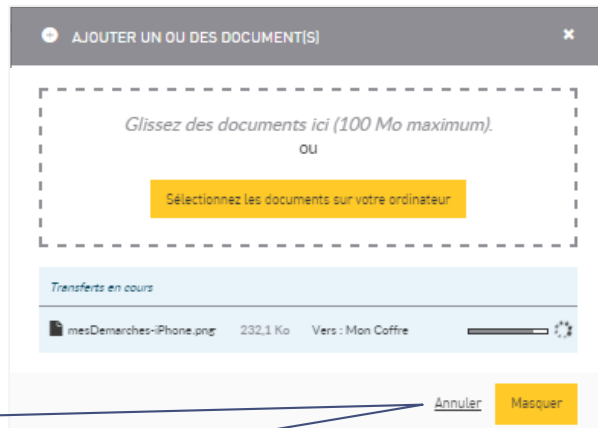 AJOUTER UN OU DES DOCUMENT(S)
Glissez des documents ici (100 Mo maximum).
ou
Sélectionnez les documents sur votre ordinateur
Transferts en cours
mesDemarches-iPhone.png 232,1 Ko Vers : Mon Coffre
Annuler Masquer